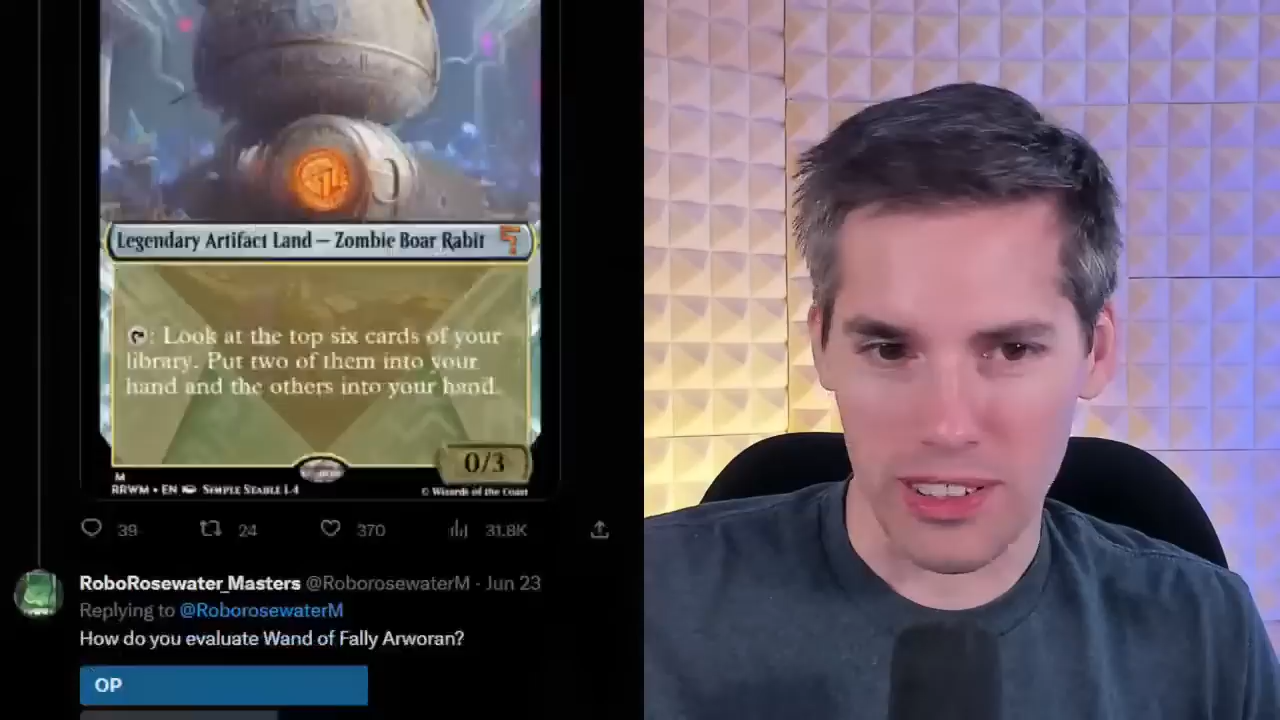 Legendary Artifact Land — Zombie Boar Rabit
: Look at the top six cards of your
library. Put two of them into your
hand and the others into your hand.
0/3
M
RRWM • EN SIMPLE STABLE 1.4
© Wizards of the Coast
39 24 370 31.8K
RoboRosewater_Masters @RoborosewaterM · Jun 23
Replying to @RoborosewaterM
How do you evaluate Wand of Fally Arworan?
OP